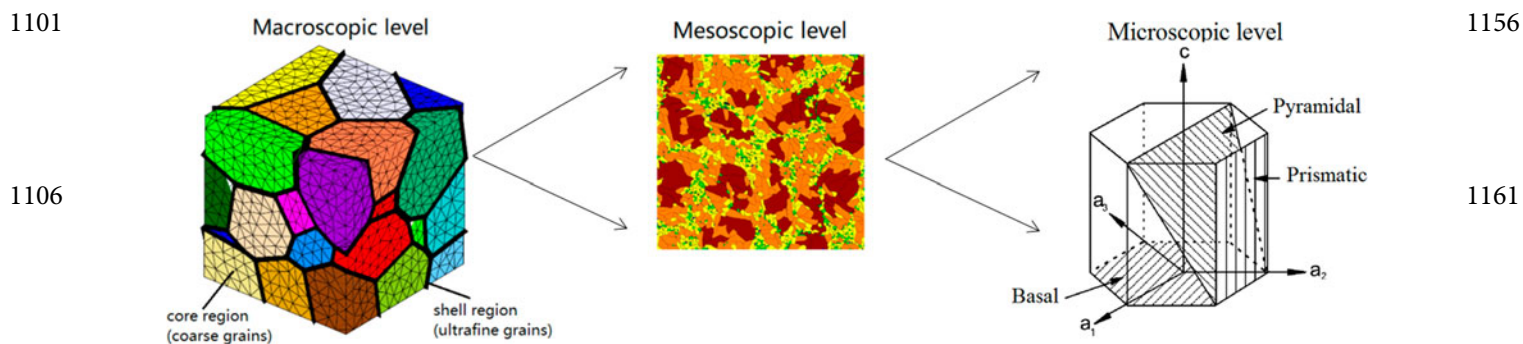 1101
1106
Macroscopic level
core region
(coarse grains)
shell region
(ultrafine grains)
Mesoscopic level
Microscopic level
c
Pyramidal
Prismatic
a3
a2
Basal
a1
1156
1161